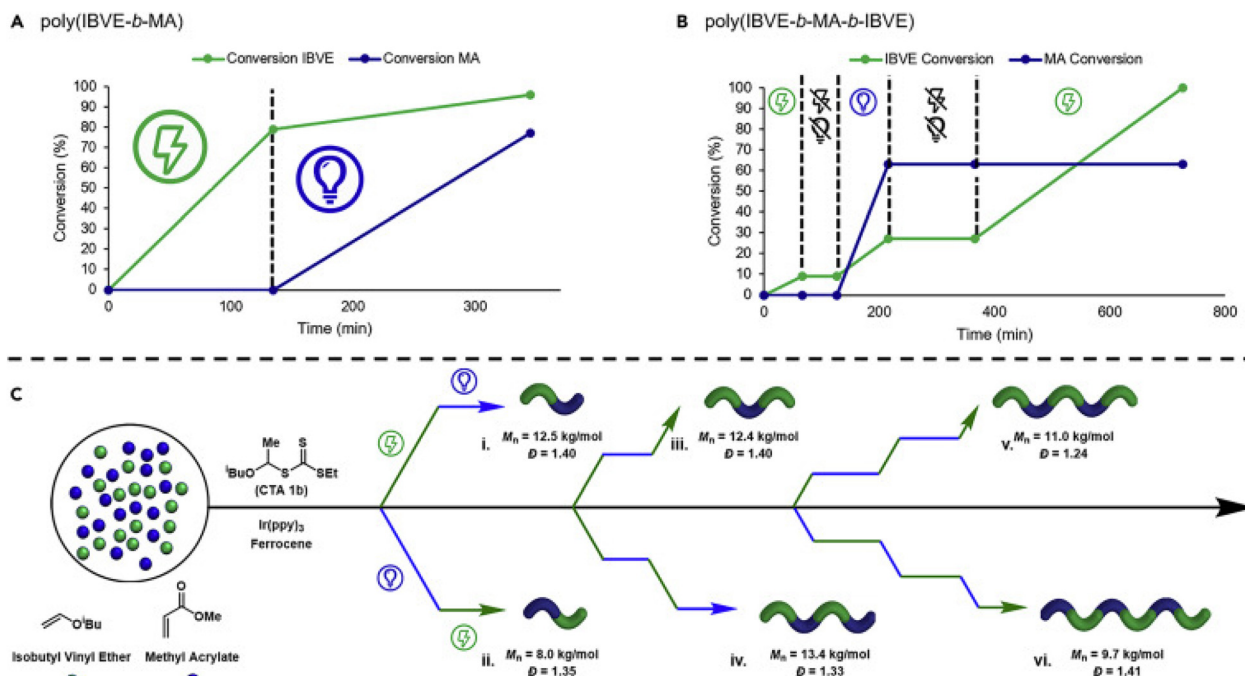 A poly(IBVE-b-MA)
Conversion IBVE Conversion MA
100
90
80
70
60
50
40
30
20
10
0
Conversion (%)
0 100 200 300
Time (min)
B poly(IBVE-b-MA-b-IBVE)
IBVE Conversion MA Conversion
100
90
80
70
60
50
40
30
20
10
0
Conversion (%)
0 200 400 600 800
Time (min)
C
Me S
iBuO S SEt
(CTA 1b)
Ir(ppy)3
Ferrocene
OiBu
Isobutyl Vinyl Ether
O
OMe
Methyl Acrylate
i. Mn = 12.5 kg/mol
Đ = 1.40
ii. Mn = 8.0 kg/mol
Đ = 1.35
iii. Mn = 12.4 kg/mol
Đ = 1.40
iv. Mn = 13.4 kg/mol
Đ = 1.33
v. Mn = 11.0 kg/mol
Đ = 1.24
vi. Mn = 9.7 kg/mol
Đ = 1.41